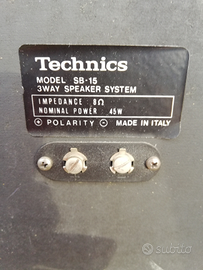 Technics
MODEL SB-15
3WAY SPEAKER SYSTEM
IMPEDANCE : 8Ω
NOMINAL POWER : 45W
⊕ POLARITY ⊖ MADE IN ITALY
subito